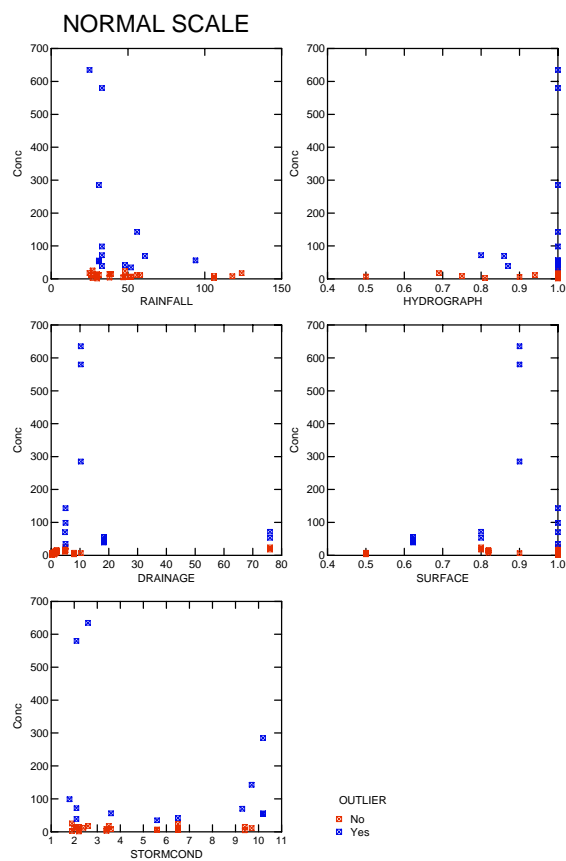 NORMAL SCALE
700
600
500
400
300
200
100
0
Conc
0 50 100 150
RAINFALL
700
600
500
400
300
200
100
0
Conc
0.4 0.5 0.6 0.7 0.8 0.9 1.0
HYDROGRAPH
700
600
500
400
300
200
100
0
Conc
0 10 20 30 40 50 60 70 80
DRAINAGE
700
600
500
400
300
200
100
0
Conc
0.4 0.5 0.6 0.7 0.8 0.9 1.0
SURFACE
700
600
500
400
300
200
100
0
Conc
1 2 3 4 5 6 7 8 9 10 11
STORMCOND
OUTLIER
No
Yes